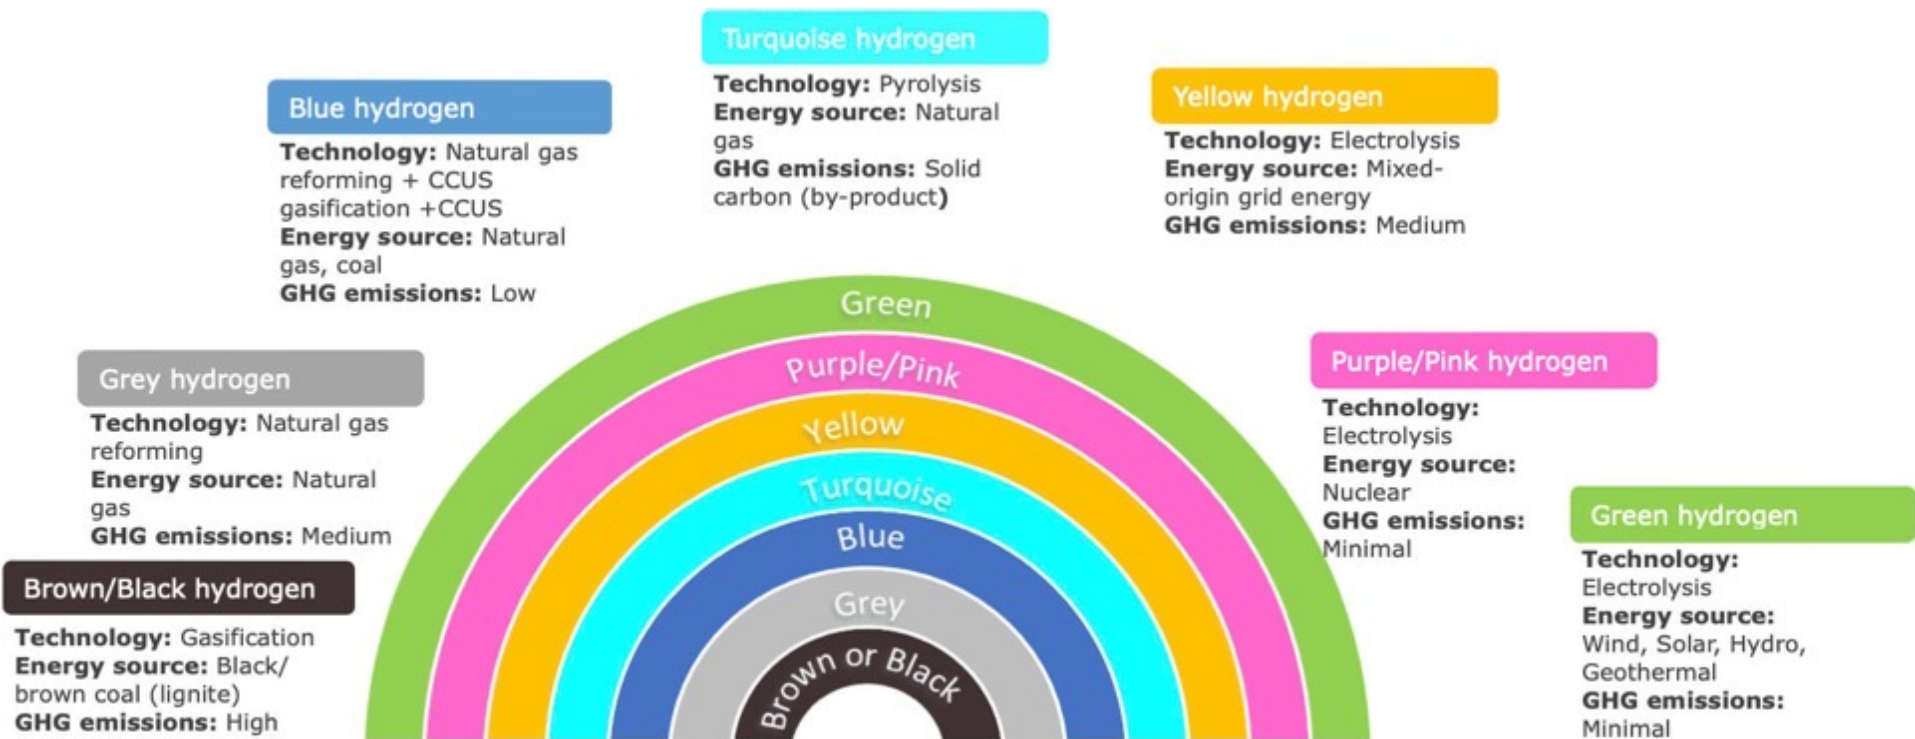 Turquoise hydrogen
Technology: Pyrolysis
Energy source: Natural
gas
GHG emissions: Solid
carbon (by-product)
Blue hydrogen
Technology: Natural gas
reforming + CCUS
gasification +CCUS
Energy source: Natural
gas, coal
GHG emissions: Low
Yellow hydrogen
Technology: Electrolysis
Energy source: Mixed-
origin grid energy
GHG emissions: Medium
Grey hydrogen
Technology: Natural gas
reforming
Energy source: Natural
gas
GHG emissions: Medium
Brown/Black hydrogen
Technology: Gasification
Energy source: Black/
brown coal (lignite)
GHG emissions: High
Green
Purple/Pink
Yellow
Turquoise
Blue
Grey
Brown or Black
Purple/Pink hydrogen
Technology:
Electrolysis
Energy source:
Nuclear
GHG emissions:
Minimal
Green hydrogen
Technology:
Electrolysis
Energy source:
Wind, Solar, Hydro,
Geothermal
GHG emissions:
Minimal